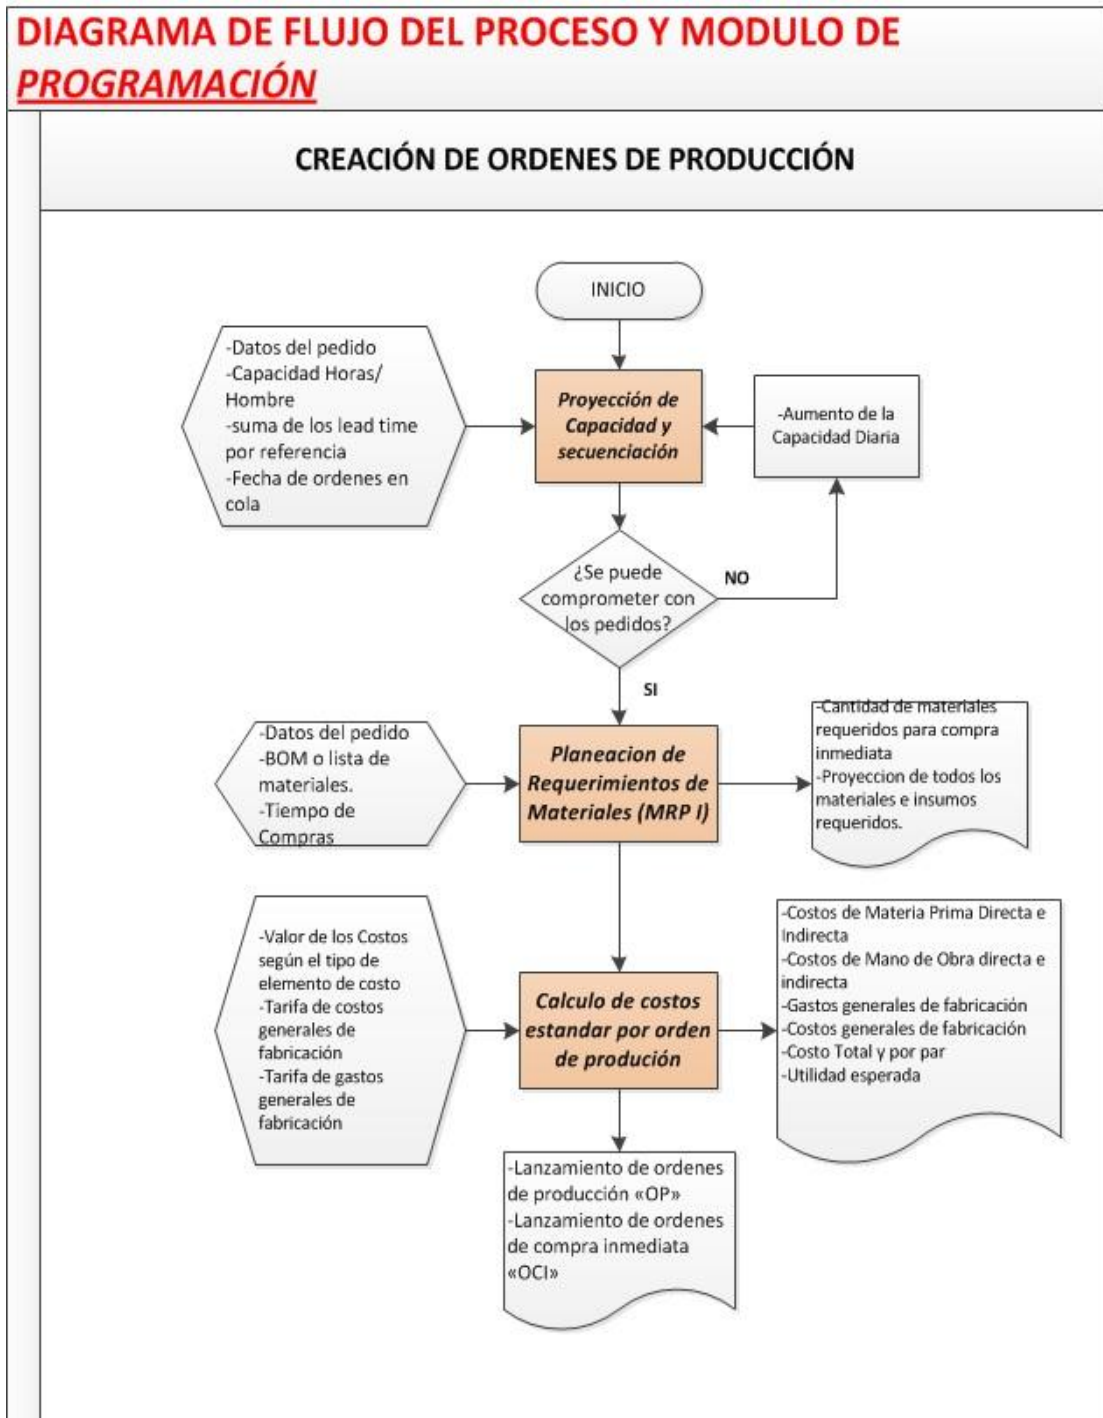 DIAGRAMA DE FLUJO DEL PROCESO Y MODULO DE
PROGRAMACIÓN
CREACIÓN DE ORDENES DE PRODUCCIÓN
INICIO
-Datos del pedido
-Capacidad Horas/
Hombre
-suma de los lead time
por referencia
-Fecha de ordenes en
cola
Proyección de
Capacidad y
secuenciación
-Aumento de la
Capacidad Diaria
¿Se puede
comprometer con
los pedidos?
NO
SI
-Datos del pedido
-BOM o lista de
materiales.
-Tiempo de
Compras
Planeacion de
Requerimientos de
Materiales (MRP I)
-Cantidad de materiales
requeridos para compra
inmediata
-Proyeccion de todos los
materiales e insumos
requeridos.
-Valor de los Costos
según el tipo de
elemento de costo
-Tarifa de costos
generales de
fabricación
-Tarifa de gastos
generales de
fabricación
Calculo de costos
estandar por orden
de produción
-Costos de Materia Prima Directa e
Indirecta
-Costos de Mano de Obra directa e
indirecta
-Gastos generales de fabricación
-Costos generales de fabricación
-Costo Total y por par
-Utilidad esperada
-Lanzamiento de ordenes
de producción «OP»
-Lanzamiento de ordenes
de compra inmediata
«OCI»